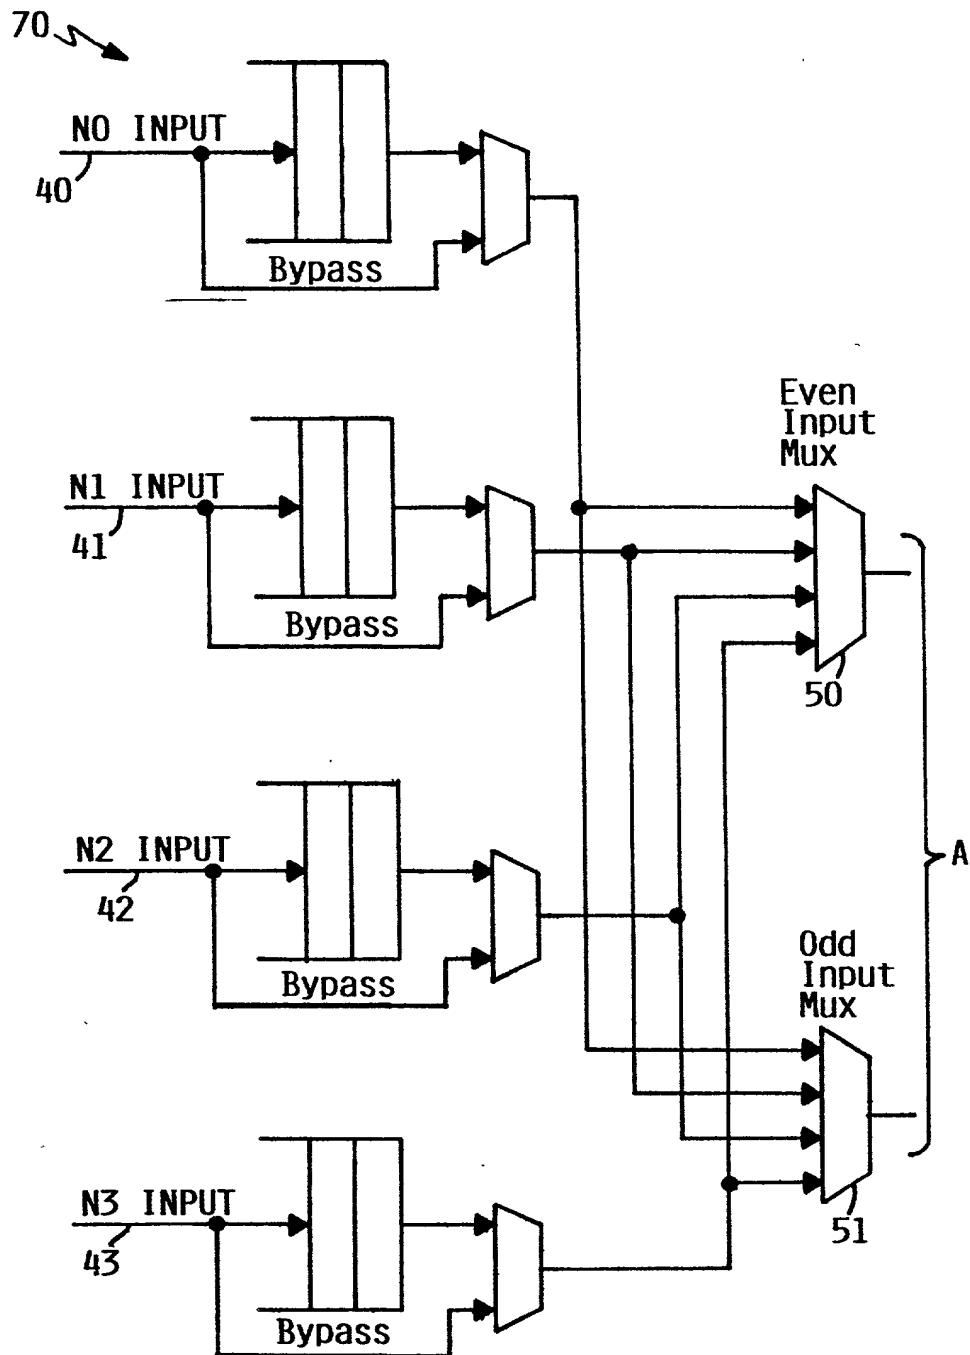 70
NO INPUT
40
Bypass
Even
Input
Mux
N1 INPUT
41
Bypass
50
A
N2 INPUT
42
Bypass
Odd
Input
Mux
N3 INPUT
43
Bypass
51